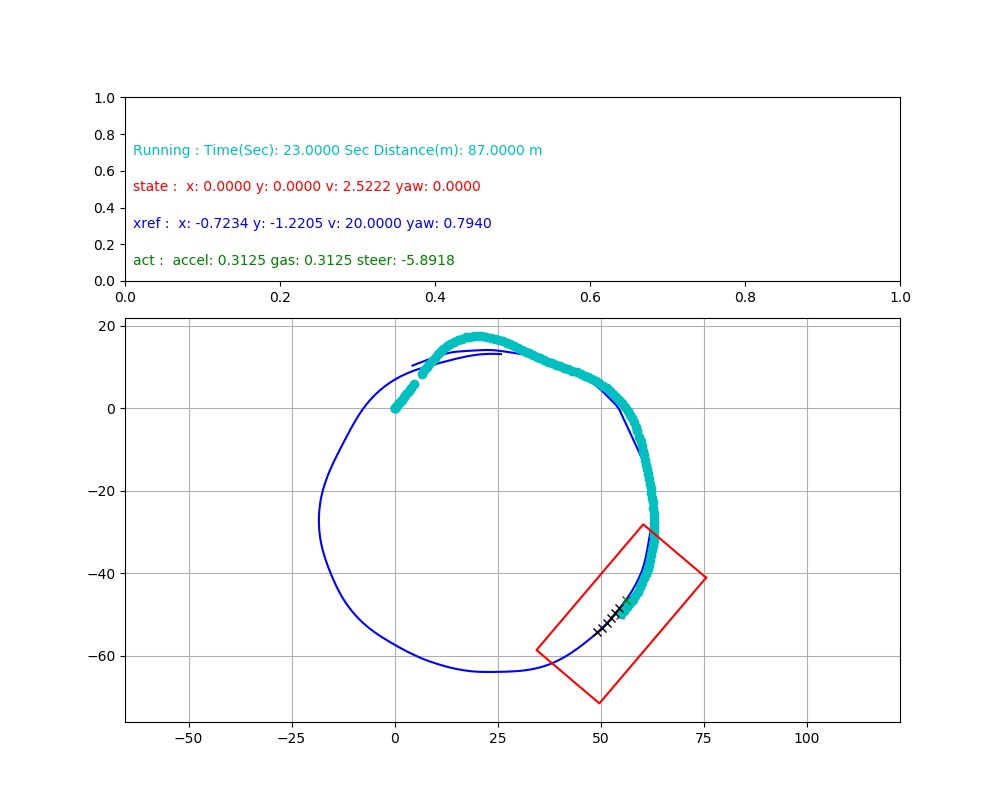 1.0
0.8
Running : Time(Sec): 23.0000 Sec Distance(m): 87.0000 m
0.6
state :  x: 0.0000 y: 0.0000 v: 2.5222 yaw: 0.0000
0.4
xref :  x: -0.7234 y: -1.2205 v: 20.0000 yaw: 0.7940
0.2
act :  accel: 0.3125 gas: 0.3125 steer: -5.8918
0.0
0.0 0.2 0.4 0.6 0.8 1.0
20
0
−20
−40
−60
−50 −25 0 25 50 75 100